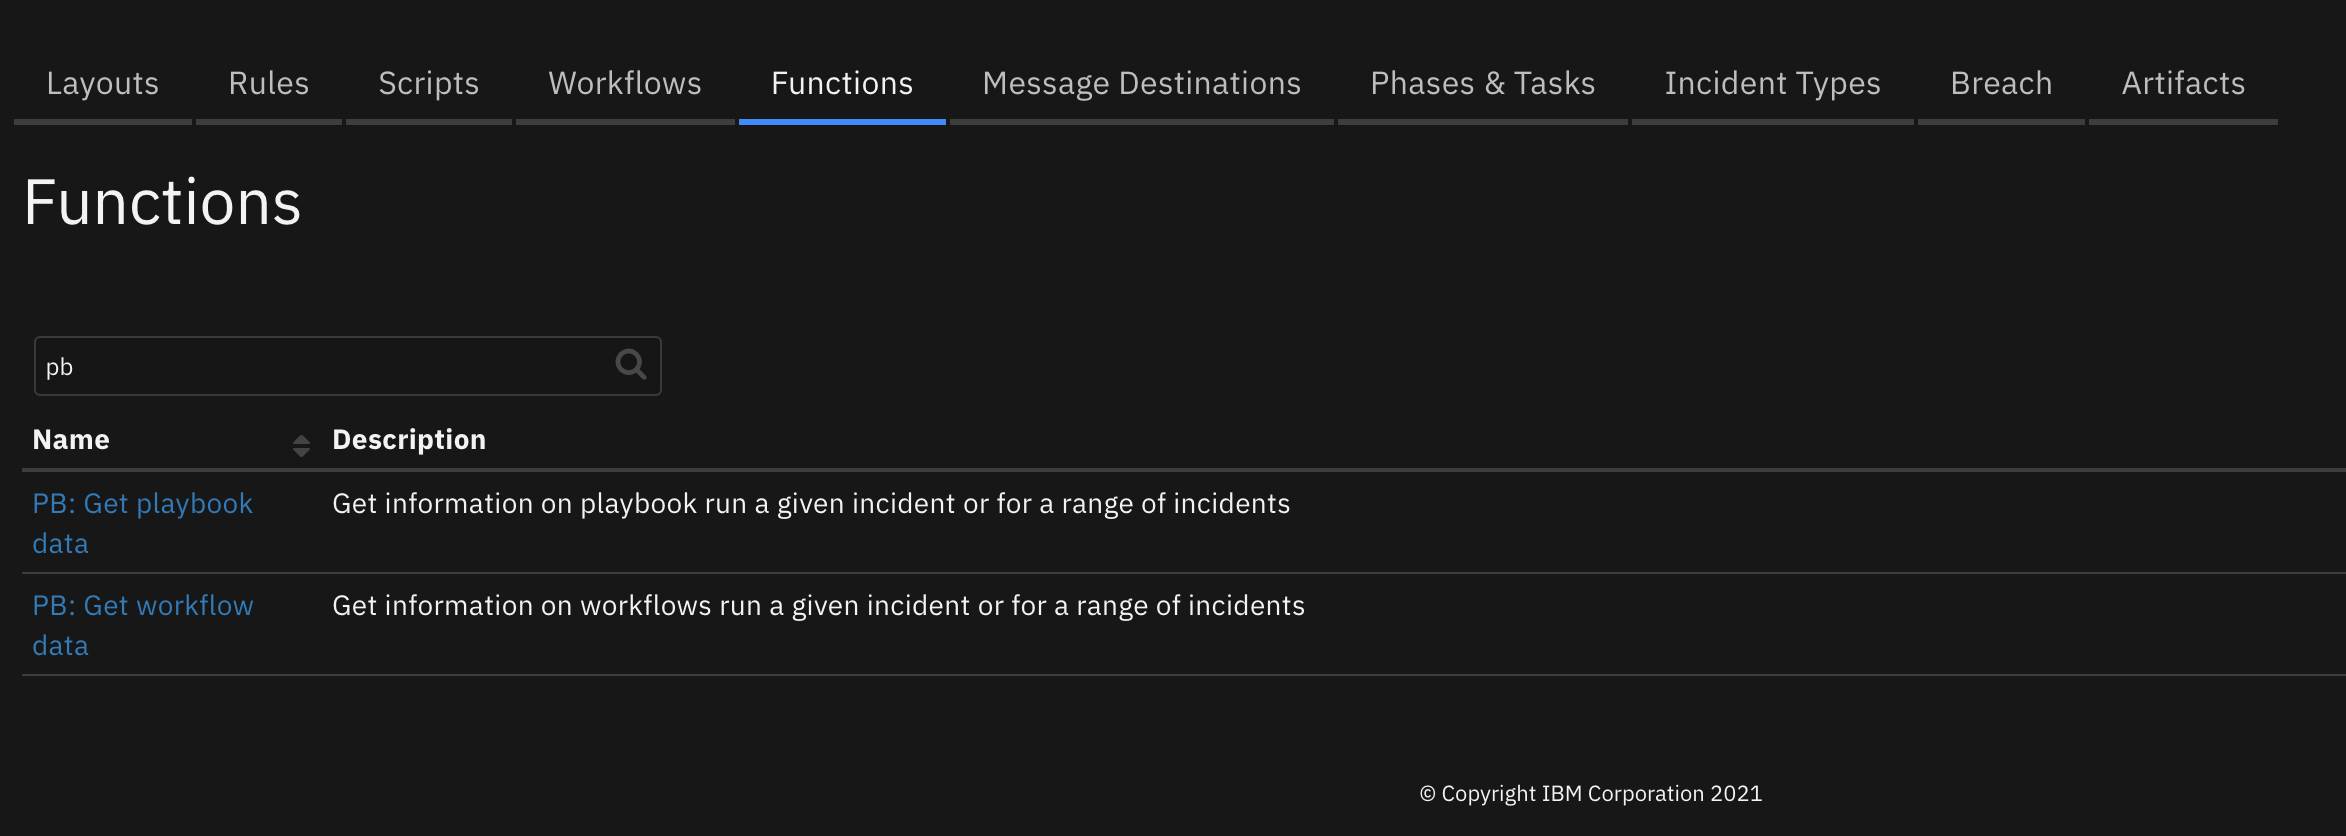 Layouts Rules Scripts Workflows Functions Message Destinations Phases & Tasks Incident Types Breach Artifacts
Functions
pb
Name Description
PB: Get playbook Get information on playbook run a given incident or for a range of incidents
data
PB: Get workflow Get information on workflows run a given incident or for a range of incidents
data
© Copyright IBM Corporation 2021